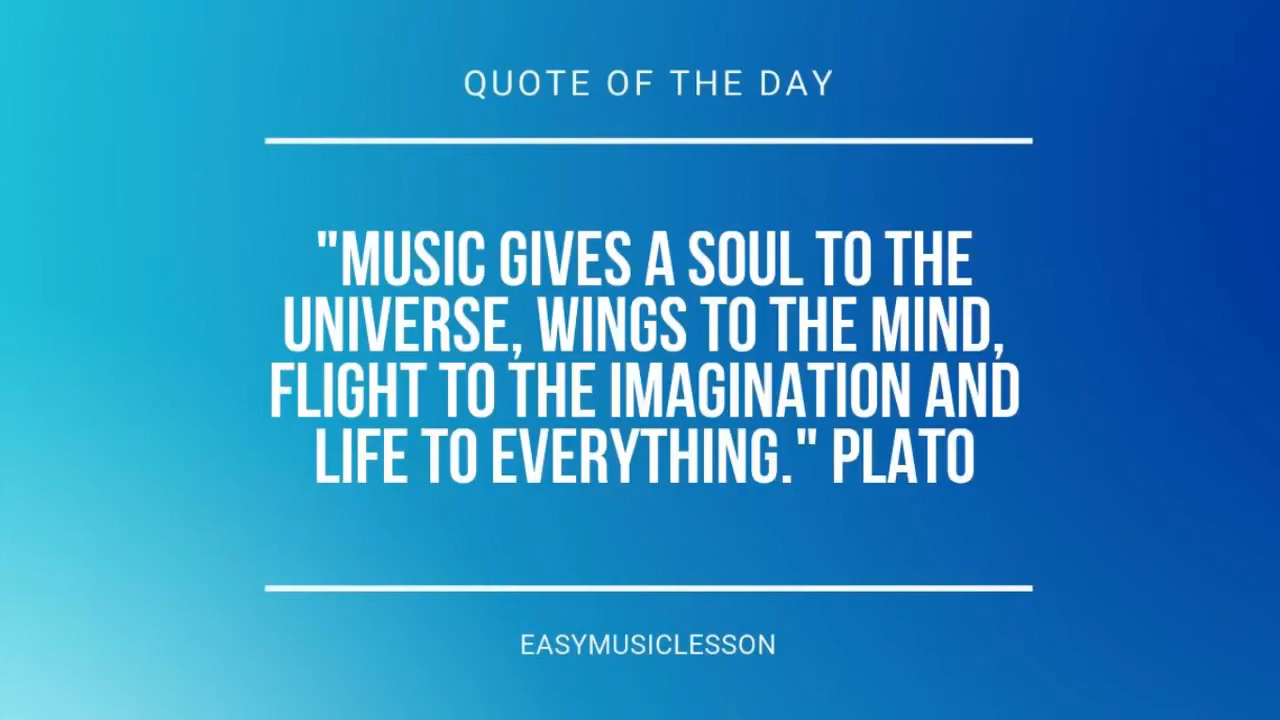 QUOTE OF THE DAY
"MUSIC GIVES A SOUL TO THE
UNIVERSE, WINGS TO THE MIND,
FLIGHT TO THE IMAGINATION AND
LIFE TO EVERYTHING." PLATO
EASYMUSICLESSON